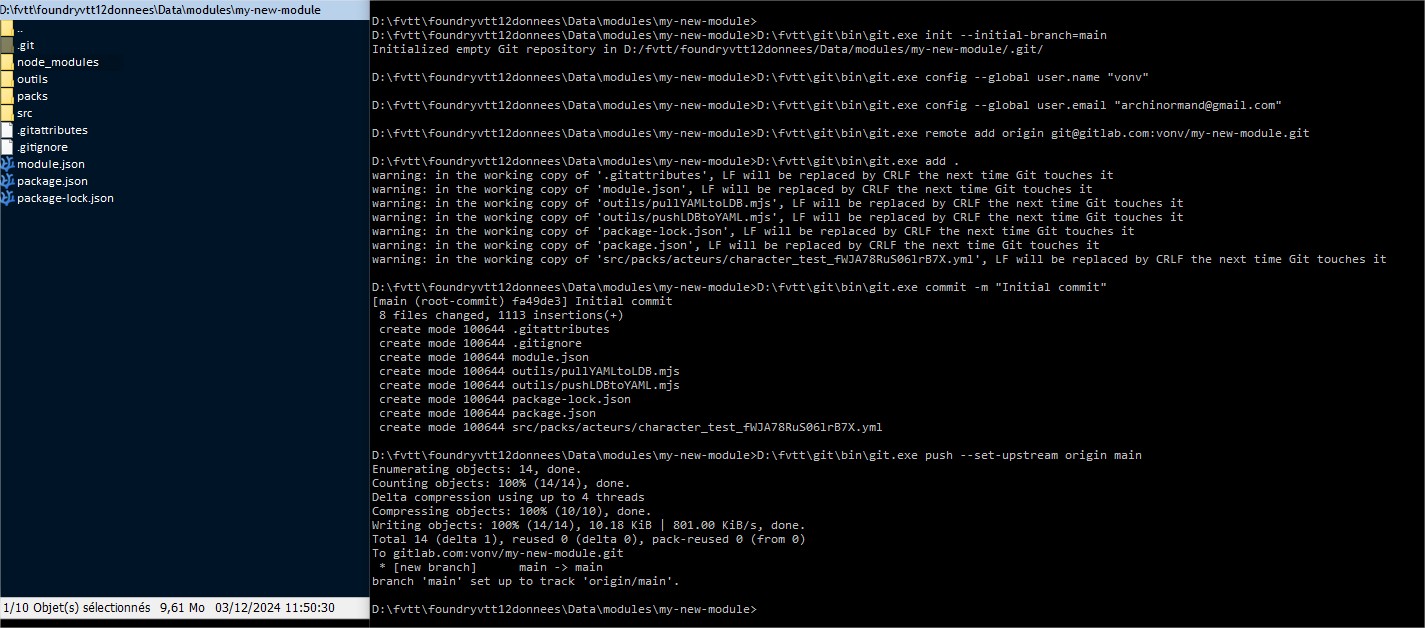 D:\fvtt\foundryvtt12donnees\Data\modules\my-new-module
..
.git
node_modules
outils
packs
src
.gitattributes
.gitignore
module.json
package.json
package-lock.json
1/10 Objet(s) sélectionnés 9,61 Mo 03/12/2024 11:50:30
D:\fvtt\foundryvtt12donnees\Data\modules\my-new-module>
D:\fvtt\foundryvtt12donnees\Data\modules\my-new-module>D:\fvtt\git\bin\git.exe init --initial-branch=main
Initialized empty Git repository in D:/fvtt/foundryvtt12donnees/Data/modules/my-new-module/.git/
D:\fvtt\foundryvtt12donnees\Data\modules\my-new-module>D:\fvtt\git\bin\git.exe config --global user.name "vonv"
D:\fvtt\foundryvtt12donnees\Data\modules\my-new-module>D:\fvtt\git\bin\git.exe config --global user.email "archinormand@gmail.com"
D:\fvtt\foundryvtt12donnees\Data\modules\my-new-module>D:\fvtt\git\bin\git.exe remote add origin git@gitlab.com:vonv/my-new-module.git
D:\fvtt\foundryvtt12donnees\Data\modules\my-new-module>D:\fvtt\git\bin\git.exe add .
warning: in the working copy of '.gitattributes', LF will be replaced by CRLF the next time Git touches it
warning: in the working copy of 'module.json', LF will be replaced by CRLF the next time Git touches it
warning: in the working copy of 'outils/pullYAMLtoLDB.mjs', LF will be replaced by CRLF the next time Git touches it
warning: in the working copy of 'outils/pushLDBtoYAML.mjs', LF will be replaced by CRLF the next time Git touches it
warning: in the working copy of 'package-lock.json', LF will be replaced by CRLF the next time Git touches it
warning: in the working copy of 'package.json', LF will be replaced by CRLF the next time Git touches it
warning: in the working copy of 'src/packs/acteurs/character_test_fWJA78RuS06lrB7X.yml', LF will be replaced by CRLF the next time Git touches it
D:\fvtt\foundryvtt12donnees\Data\modules\my-new-module>D:\fvtt\git\bin\git.exe commit -m "Initial commit"
[main (root-commit) fa49de3] Initial commit
8 files changed, 1113 insertions(+)
create mode 100644 .gitattributes
create mode 100644 .gitignore
create mode 100644 module.json
create mode 100644 outils/pullYAMLtoLDB.mjs
create mode 100644 outils/pushLDBtoYAML.mjs
create mode 100644 package-lock.json
create mode 100644 package.json
create mode 100644 src/packs/acteurs/character_test_fWJA78RuS06lrB7X.yml
D:\fvtt\foundryvtt12donnees\Data\modules\my-new-module>D:\fvtt\git\bin\git.exe push --set-upstream origin main
Enumerating objects: 14, done.
Counting objects: 100% (14/14), done.
Delta compression using up to 4 threads
Compressing objects: 100% (10/10), done.
Writing objects: 100% (14/14), 10.18 KiB | 801.00 KiB/s, done.
Total 14 (delta 1), reused 0 (delta 0), pack-reused 0 (from 0)
To gitlab.com:vonv/my-new-module.git
* [new branch] main -> main
branch 'main' set up to track 'origin/main'.
D:\fvtt\foundryvtt12donnees\Data\modules\my-new-module>